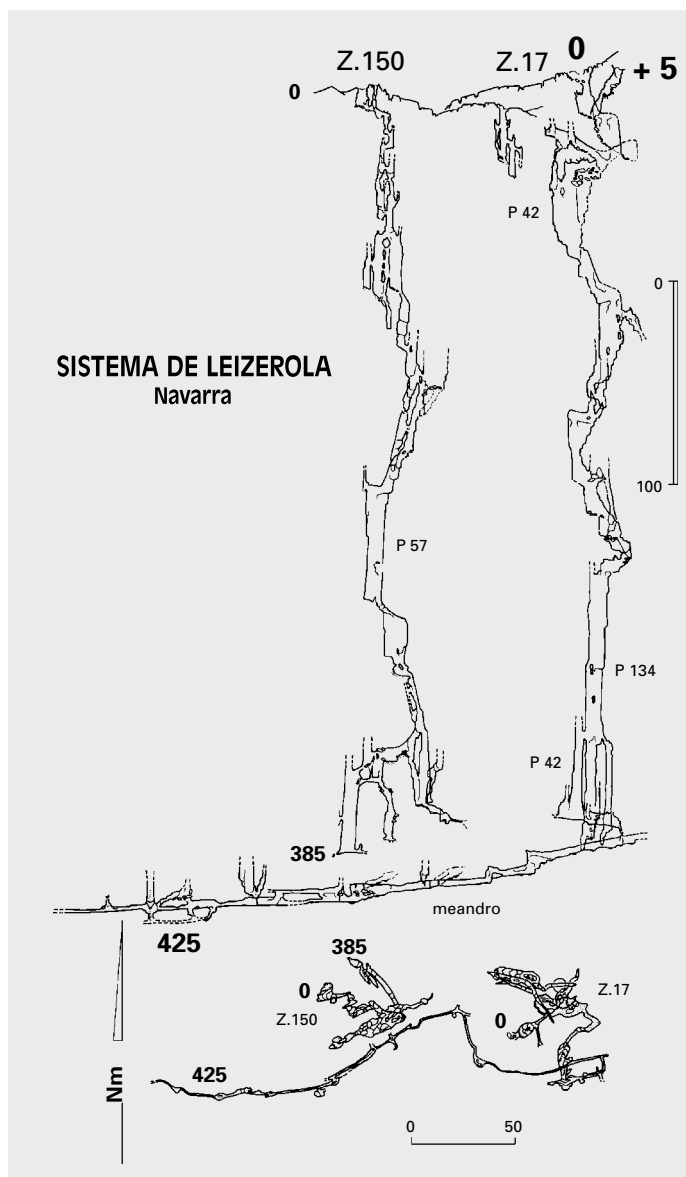 Z.150
Z.17
0
+ 5
0
P 42
0
SISTEMA DE LEIZEROLA
Navarra
100
P 57
P 134
P 42
385
meandro
425
385
0
Z.17
Z.150
0
425
Nm
0 50